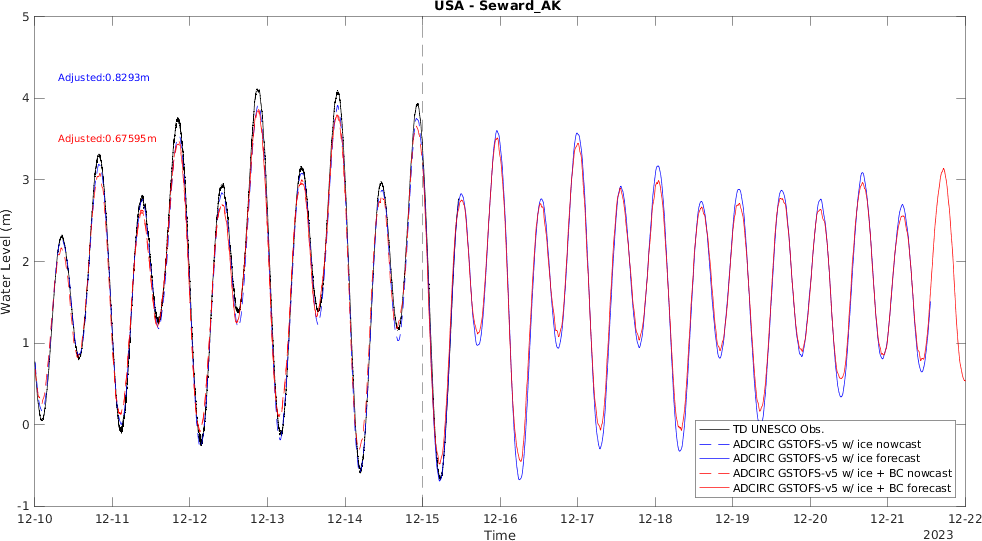 USA - Seward_AK
5
4
3
2
1
0
-1
Water Level (m)
Adjusted:0.8293m
Adjusted:0.67595m
TD UNESCO Obs.
ADCIRC GSTOFS-v5 w/ ice nowcast
ADCIRC GSTOFS-v5 w/ ice forecast
ADCIRC GSTOFS-v5 w/ ice + BC nowcast
ADCIRC GSTOFS-v5 w/ ice + BC forecast
12-10 12-11 12-12 12-13 12-14 12-15 12-16 12-17 12-18 12-19 12-20 12-21 12-22
Time
2023